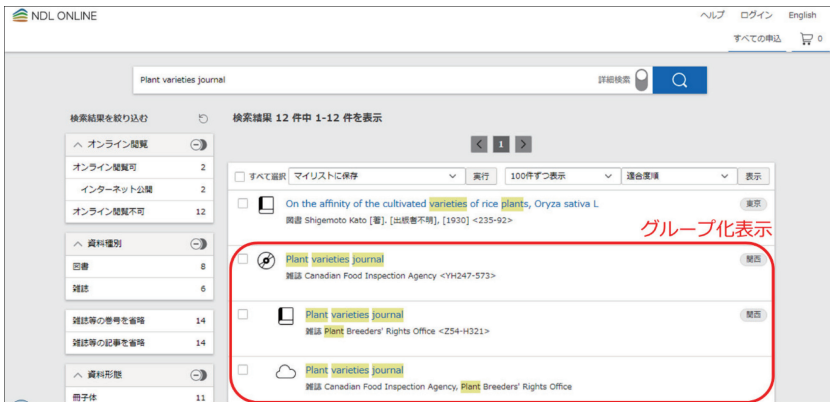 NDL ONLINE
ヘルプ ログイン English
すべての申込 0
Plant varieties journal 詳細検索
検索結果を絞り込む
オンライン閲覧
オンライン閲覧可 2
インターネット公開 2
オンライン閲覧不可 12
資料種別
図書 8
雑誌 6
雑誌等の巻号を省略 14
雑誌等の記事を省略 14
資料形態
冊子体 11
検索結果 12 件中 1-12 件を表示
1
すべて選択 マイリストに保存 実行 100件ずつ表示 適合度順 表示
On the affinity of the cultivated varieties of rice plants, Oryza sativa L 東京
図書 Shigemoto Kato [著]. [出版者不明], [1930] <235-92>
グループ化表示
Plant varieties journal 関西
雑誌 Canadian Food Inspection Agency <YH247-573>
Plant varieties journal 関西
雑誌 Plant Breeders' Rights Office <Z54-H321>
Plant varieties journal
雑誌 Canadian Food Inspection Agency, Plant Breeders' Rights Office